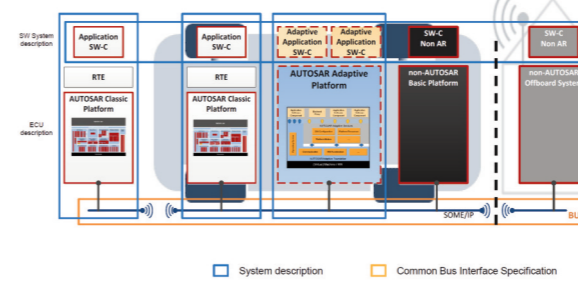 SW System
description
Application
SW-C
Application
SW-C
Adaptive
Application
SW-C
Adaptive
Application
SW-C
SW-C
Non AR
SW-C
Non AR
RTE
RTE
AUTOSAR Classic
Platform
AUTOSAR Classic
Platform
AUTOSAR Adaptive
Platform
non-AUTOSAR
Basic Platform
non-AUTOSAR
Offboard System
ECU
description
SOME/IP
BU
System description
Common Bus Interface Specification